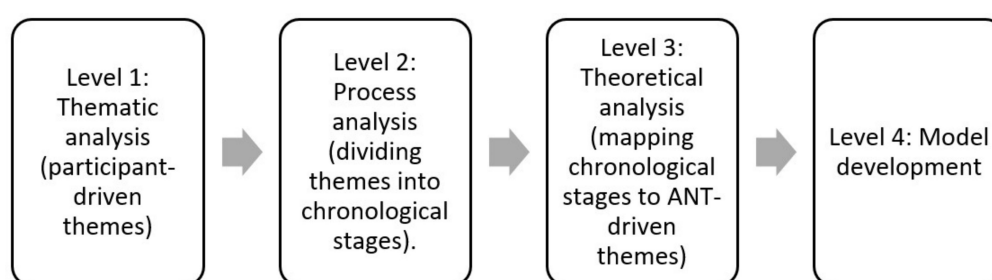 Level 1:
Thematic
analysis
(participant-
driven
themes)
Level 2:
Process
analysis
(dividing
themes into
chronological
stages).
Level 3:
Theoretical
analysis
(mapping
chronological
stages to ANT-
driven
themes)
Level 4: Model
development